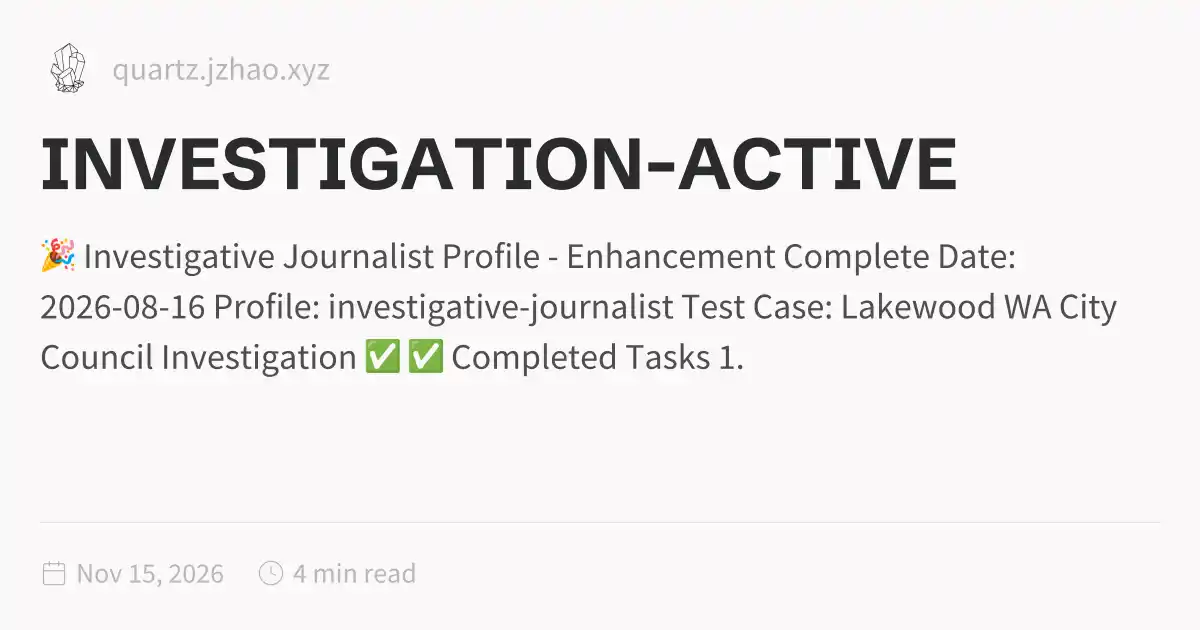 quartz.jzhao.xyz
INVESTIGATION-ACTIVE
🎉 Investigative Journalist Profile - Enhancement Complete Date:
2026-08-16 Profile: investigative-journalist Test Case: Lakewood WA City
Council Investigation ✅ ✅ Completed Tasks 1.
Nov 15, 2026 4 min read